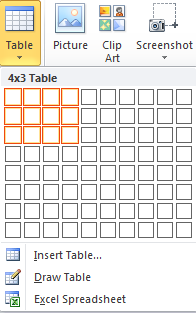 Table Picture Clip Art Screenshot
4x3 Table
Insert Table...
Draw Table
Excel Spreadsheet